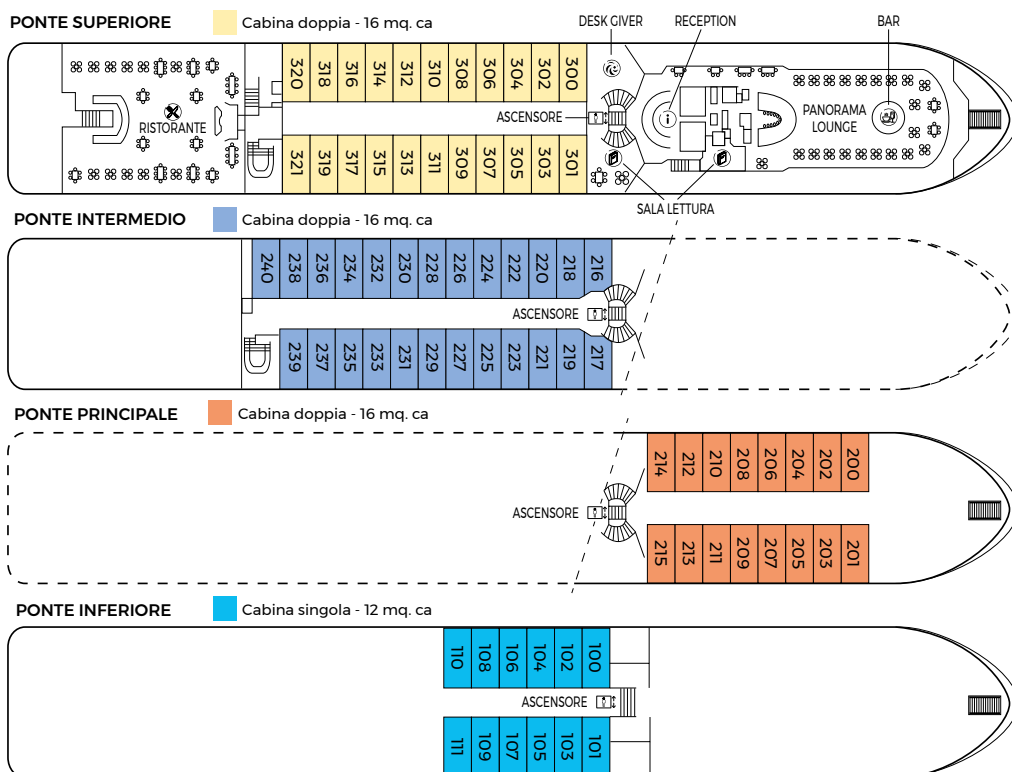 PONTE SUPERIORE
Cabina doppia - 16 mq. ca
DESK GIVER
RECEPTION
BAR
320 318 316 314 312 310 308 306 304 302 300
ASCENSORE
RISTORANTE
PANORAMA
LOUNGE
321 319 317 315 313 311 309 307 305 303 301
SALA LETTURA
PONTE INTERMEDIO
Cabina doppia - 16 mq. ca
240 238 236 234 232 230 228 226 224 222 220 218 216
ASCENSORE
239 237 235 233 231 229 227 225 223 221 219 217
PONTE PRINCIPALE
Cabina doppia - 16 mq. ca
214 212 210 208 206 204 202 200
ASCENSORE
215 213 211 209 207 205 203 201
PONTE INFERIORE
Cabina singola - 12 mq. ca
110 108 106 104 102 100
ASCENSORE
111 109 107 105 103 101